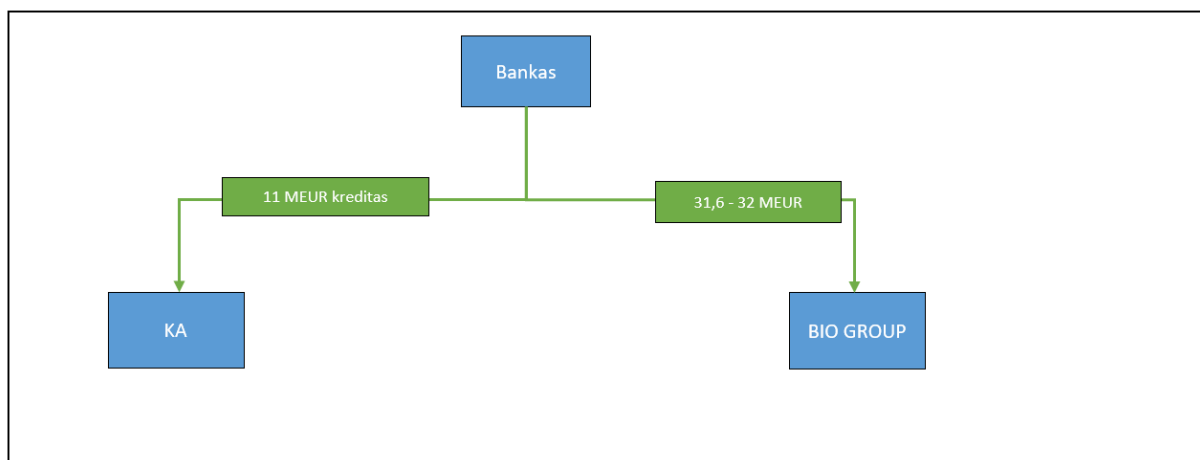 Bankas
11 MEUR kreditas
31,6 - 32 MEUR
KA
BIO GROUP